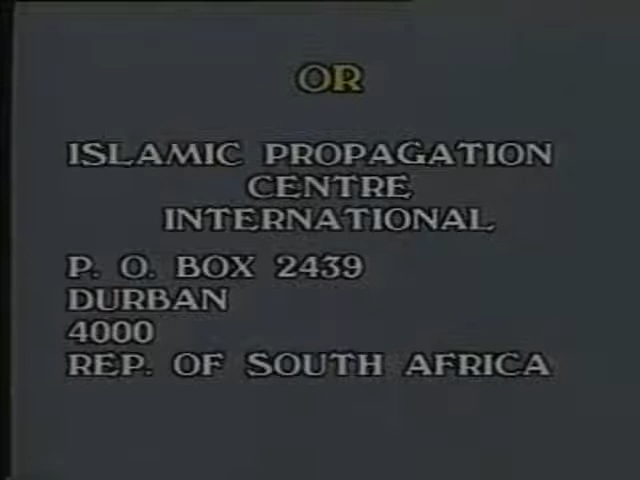 OR
ISLAMIC PROPAGATION
CENTRE
INTERNATIONAL
P. O. BOX 2439
DURBAN
4000
REP. OF SOUTH AFRICA